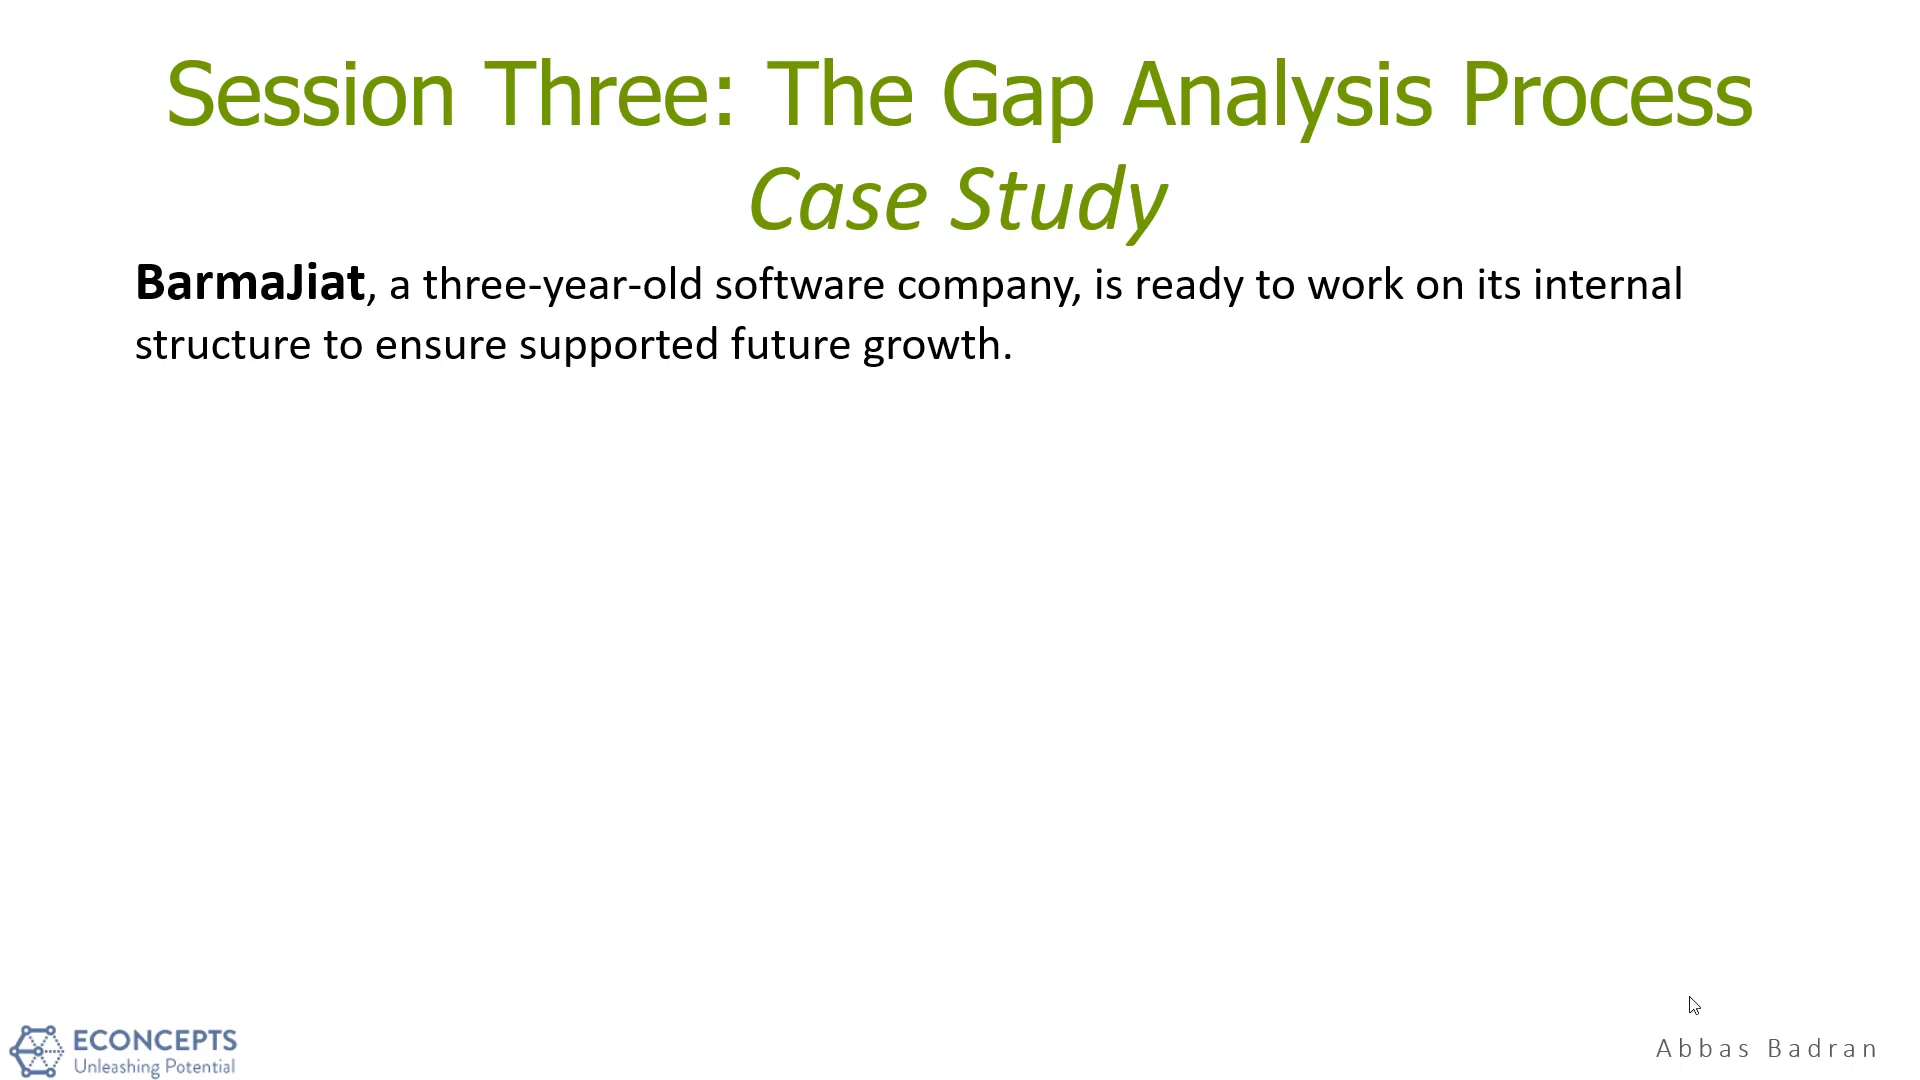 Session Three: The Gap Analysis Process
Case Study
BarmaJiat, a three-year-old software company, is ready to work on its internal
structure to ensure supported future growth.
ECONCEPTS
Unleashing Potential
Abbas Badran